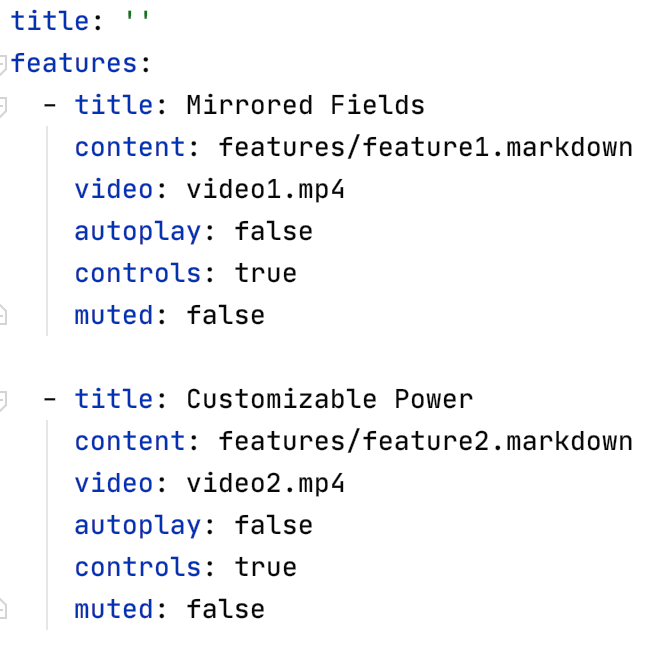 title: ''
features:
  - title: Mirrored Fields
    content: features/feature1.markdown
    video: video1.mp4
    autoplay: false
    controls: true
    muted: false

  - title: Customizable Power
    content: features/feature2.markdown
    video: video2.mp4
    autoplay: false
    controls: true
    muted: false